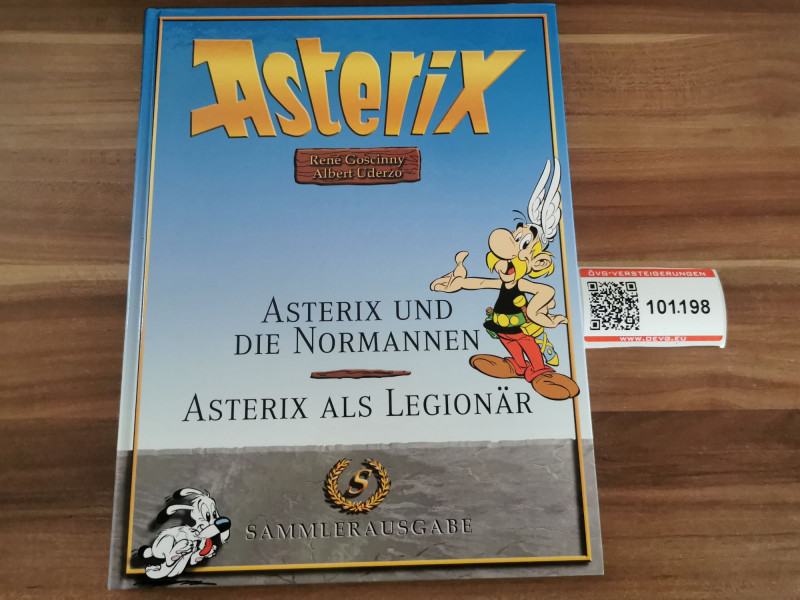 Asterix
René Goscinny
Albert Uderzo
ASTERIX UND
DIE NORMANNEN
ASTERIX ALS LEGIONÄR
S
SAMMLERAUSGABE
ÖVG-VERSTEIGERUNGEN
101.198
WWW.OEVG.EU